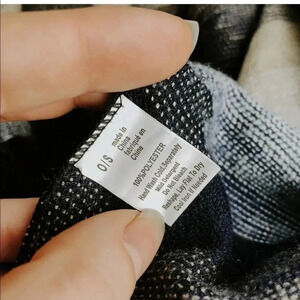 O/S
made in
China
fabriqué en
Chine
100%POLYESTER
Hand Wash Cold,Separately
Mild Detergent
Do Not Bleach
Reshape, Lay Flat To Dry
Cool Iron If Needed